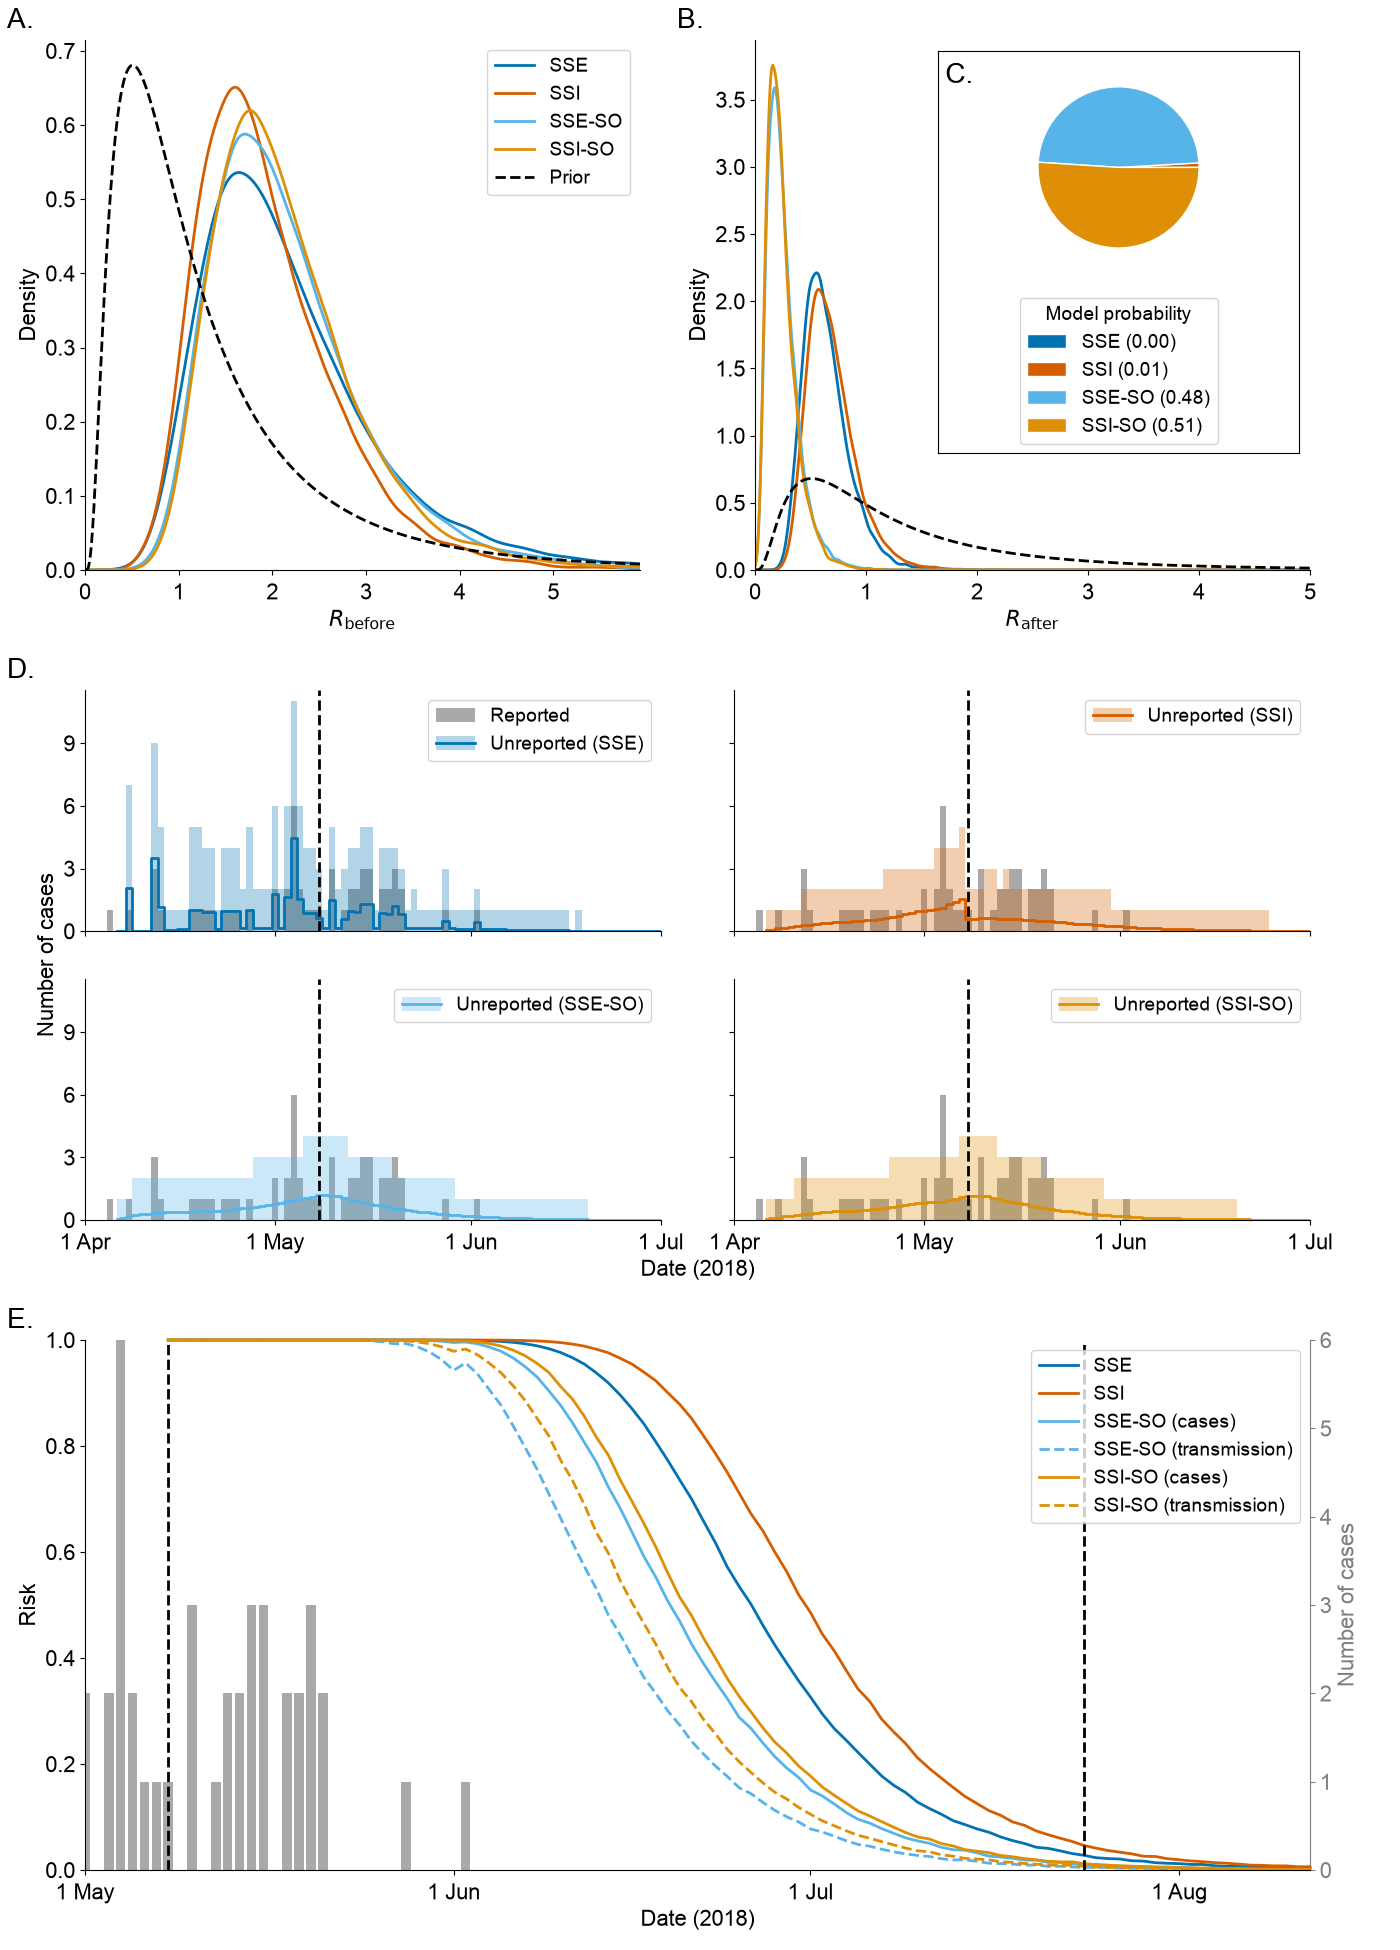 A.
0.7
0.6
0.5
0.4
0.3
0.2
0.1
0.0
Density
0 1 2 3 4 5
R before
SSE
SSI
SSE-SO
SSI-SO
Prior
B.
3.5
3.0
2.5
2.0
1.5
1.0
0.5
0.0
Density
0 1 2 3 4 5
R after
C.
Model probability
SSE (0.00)
SSI (0.01)
SSE-SO (0.48)
SSI-SO (0.51)
D.
Number of cases
9
6
3
0
Reported
Unreported (SSE)
Unreported (SSI)
9
6
3
0
Unreported (SSE-SO)
1 Apr 1 May 1 Jun 1 Jul
Unreported (SSI-SO)
1 Apr 1 May 1 Jun 1 Jul
Date (2018)
E.
1.0
0.8
0.6
0.4
0.2
0.0
Risk
SSE
SSI
SSE-SO (cases)
SSE-SO (transmission)
SSI-SO (cases)
SSI-SO (transmission)
6
5
4
3
2
1
0
Number of cases
1 May 1 Jun 1 Jul 1 Aug
Date (2018)